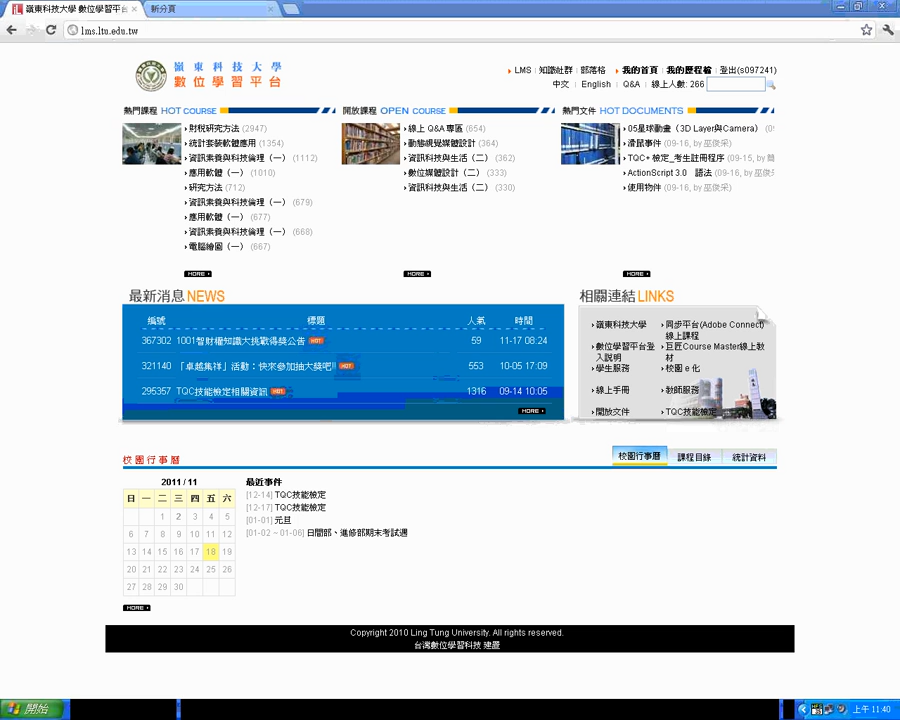 嶺東科技大學 數位學習平台
新分頁
lms.ltu.edu.tw
嶺東科技大學
數位學習平台
LMS 知識社群 部落格 我的首頁 我的歷程檔 登出(s097241)
中文 English Q&A 線上人數: 266
熱門課程 HOT COURSE
財稅研究方法 (2947)
統計套裝軟體應用 (1354)
資訊素養與科技倫理（一） (1112)
應用軟體（一） (1010)
研究方法 (712)
資訊素養與科技倫理（一） (679)
應用軟體（一） (677)
資訊素養與科技倫理（一） (668)
電腦繪圖（一） (667)
MORE
開放課程 OPEN COURSE
線上 Q&A 專區 (654)
動態視覺媒體設計 (364)
資訊科技與生活（二） (362)
數位媒體設計（二） (333)
資訊科技與生活（二） (330)
MORE
熱門文件 HOT DOCUMENTS
05星球動畫（3D Layer與Camera）
滑鼠事件 (09-16, by 巫俊采)
TQC+ 檢定_考生註冊程序 (09-15, by
ActionScript 3.0 語法 (09-16, by 巫俊采
使用物件 (09-16, by 巫俊采)
MORE
最新消息 NEWS
編號 標題 人氣 時間
367302 1001智財權知識大挑戰得獎公告 HOT 59 11-17 08:24
321140 「卓越集祥」活動：快來參加抽大獎吧!! HOT 553 10-05 17:09
295357 TQC技能檢定相關資訊 HOT 1316 09-14 10:05
MORE
相關連結 LINKS
嶺東科技大學 同步平台(Adobe Connect)
線上課程
數位學習平台登 巨匠Course Master線上教
入說明 材
學生服務 校園 e 化
線上手冊 教師服務
開放文件 TQC技能檢定
校園行事曆
校園行事曆 課程目錄 統計資料
2011 / 11
日 一 二 三 四 五 六
1 2 3 4 5
6 7 8 9 10 11 12
13 14 15 16 17 18 19
20 21 22 23 24 25 26
27 28 29 30
MORE
最近事件
[12-14] TQC技能檢定
[12-17] TQC技能檢定
[01-01] 元旦
[01-02 ~ 01-06] 日間部、進修部期末考試週
Copyright 2010 Ling Tung University. All rights reserved.
台灣數位學習科技 建置
開始
上午 11:40